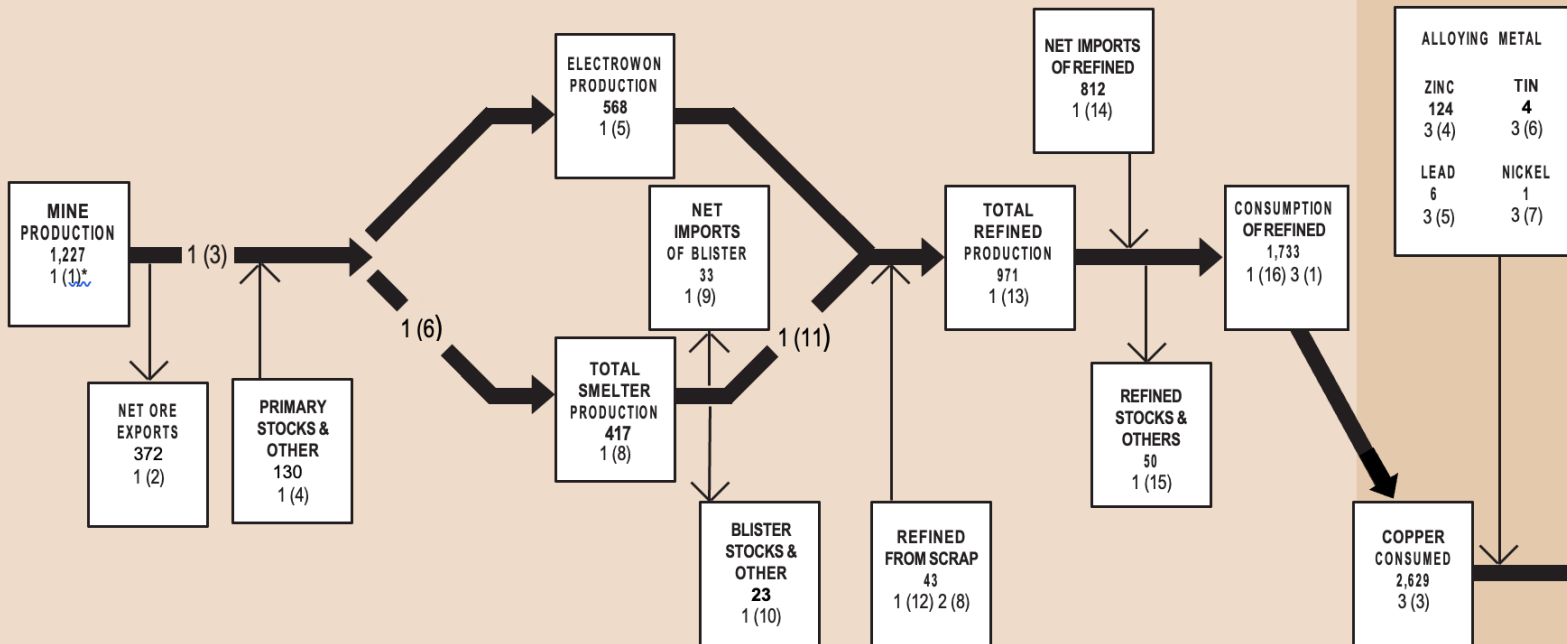 MINE
PRODUCTION
1,227
1 (1)*
1 (3)
NET ORE
EXPORTS
372
1 (2)
PRIMARY
STOCKS &
OTHER
130
1 (4)
ELECTROWON
PRODUCTION
568
1 (5)
1 (6)
TOTAL
SMELTER
PRODUCTION
417
1 (8)
NET
IMPORTS
OF BLISTER
33
1 (9)
BLISTER
STOCKS &
OTHER
23
1 (10)
1 (11)
REFINED
FROM SCRAP
43
1 (12) 2 (8)
TOTAL
REFINED
PRODUCTION
971
1 (13)
NET IMPORTS
OF REFINED
812
1 (14)
REFINED
STOCKS &
OTHERS
50
1 (15)
CONSUMPTION
OF REFINED
1,733
1 (16) 3 (1)
COPPER
CONSUMED
2,629
3 (3)
ALLOYING METAL
ZINC
124
3 (4)
TIN
4
3 (6)
LEAD
6
3 (5)
NICKEL
1
3 (7)